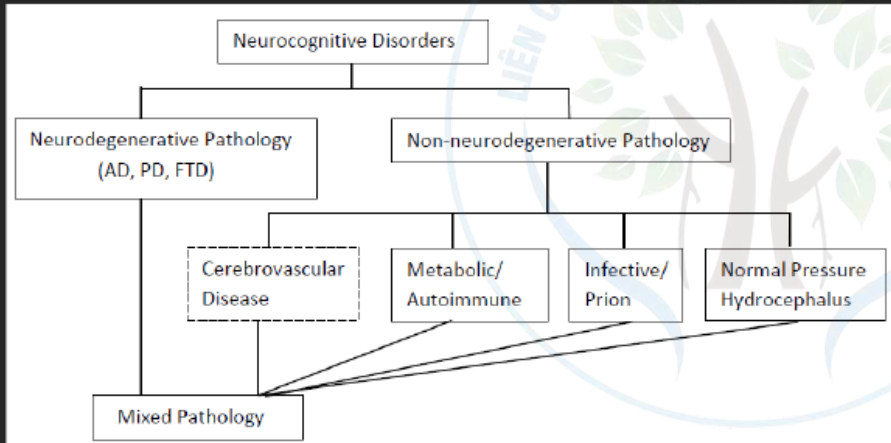 Neurocognitive Disorders
Neurodegenerative Pathology
(AD, PD, FTD)
Non-neurodegenerative Pathology
Cerebrovascular
Disease
Metabolic/
Autoimmune
Infective/
Prion
Normal Pressure
Hydrocephalus
Mixed Pathology
LIÊN